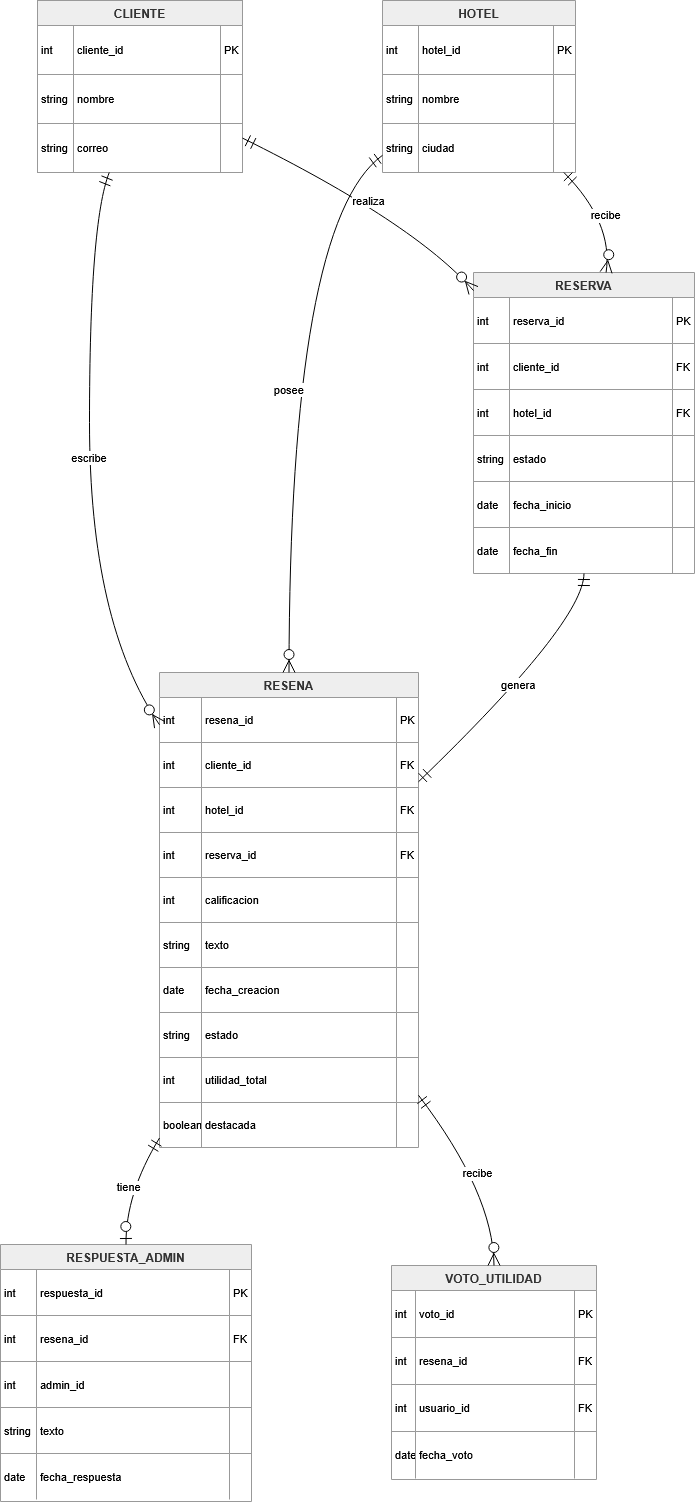 CLIENTE
int cliente_id PK
string nombre
string correo
HOTEL
int hotel_id PK
string nombre
string ciudad
realiza
recibe
RESERVA
int reserva_id PK
int cliente_id FK
int hotel_id FK
string estado
date fecha_inicio
date fecha_fin
posee
escribe
genera
RESENA
int resena_id PK
int cliente_id FK
int hotel_id FK
int reserva_id FK
int calificacion
string texto
date fecha_creacion
string estado
int utilidad_total
boolean destacada
tiene
recibe
RESPUESTA_ADMIN
int respuesta_id PK
int resena_id FK
int admin_id
string texto
date fecha_respuesta
VOTO_UTILIDAD
int voto_id PK
int resena_id FK
int usuario_id FK
date fecha_voto